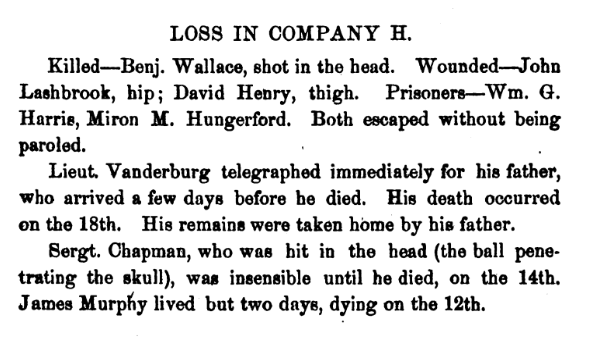 LOSS IN COMPANY H.
Killed—Benj. Wallace, shot in the head. Wounded—John
Lashbrook, hip; David Henry, thigh. Prisoners—Wm. G.
Harris, Miron M. Hungerford. Both escaped without being
paroled.
Lieut. Vanderburg telegraphed immediately for his father,
who arrived a few days before he died. His death occurred
on the 18th. His remains were taken home by his father.
Sergt. Chapman, who was hit in the head (the ball pene-
trating the skull), was insensible until he died, on the 14th.
James Murphy lived but two days, dying on the 12th.